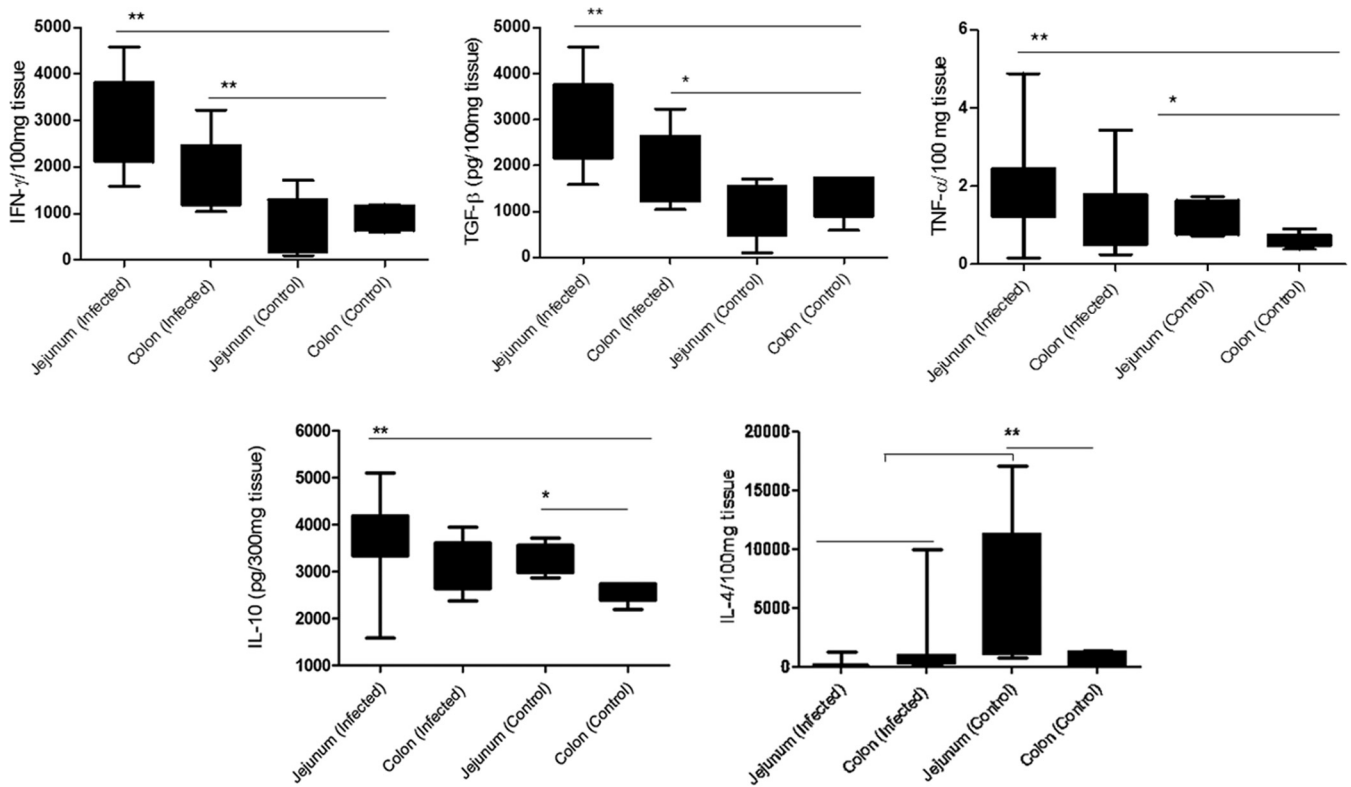 IFN-γ/100mg tissue
5000
4000
3000
2000
1000
0
**
**
Jejunum (Infected)
Colon (Infected)
Jejunum (Control)
Colon (Control)
TGF-β (pg/100mg tissue)
5000
4000
3000
2000
1000
0
**
*
Jejunum (Infected)
Colon (Infected)
Jejunum (Control)
Colon (Control)
TNF-α/100 mg tissue
6
4
2
0
**
*
Jejunum (Infected)
Colon (Infected)
Jejunum (Control)
Colon (Control)
IL-10 (pg/300mg tissue)
6000
5000
4000
3000
2000
1000
**
*
Jejunum (Infected)
Colon (Infected)
Jejunum (Control)
Colon (Control)
IL-4/100mg tissue
20000
15000
10000
5000
0
**
Jejunum (Infected)
Colon (Infected)
Jejunum (Control)
Colon (Control)